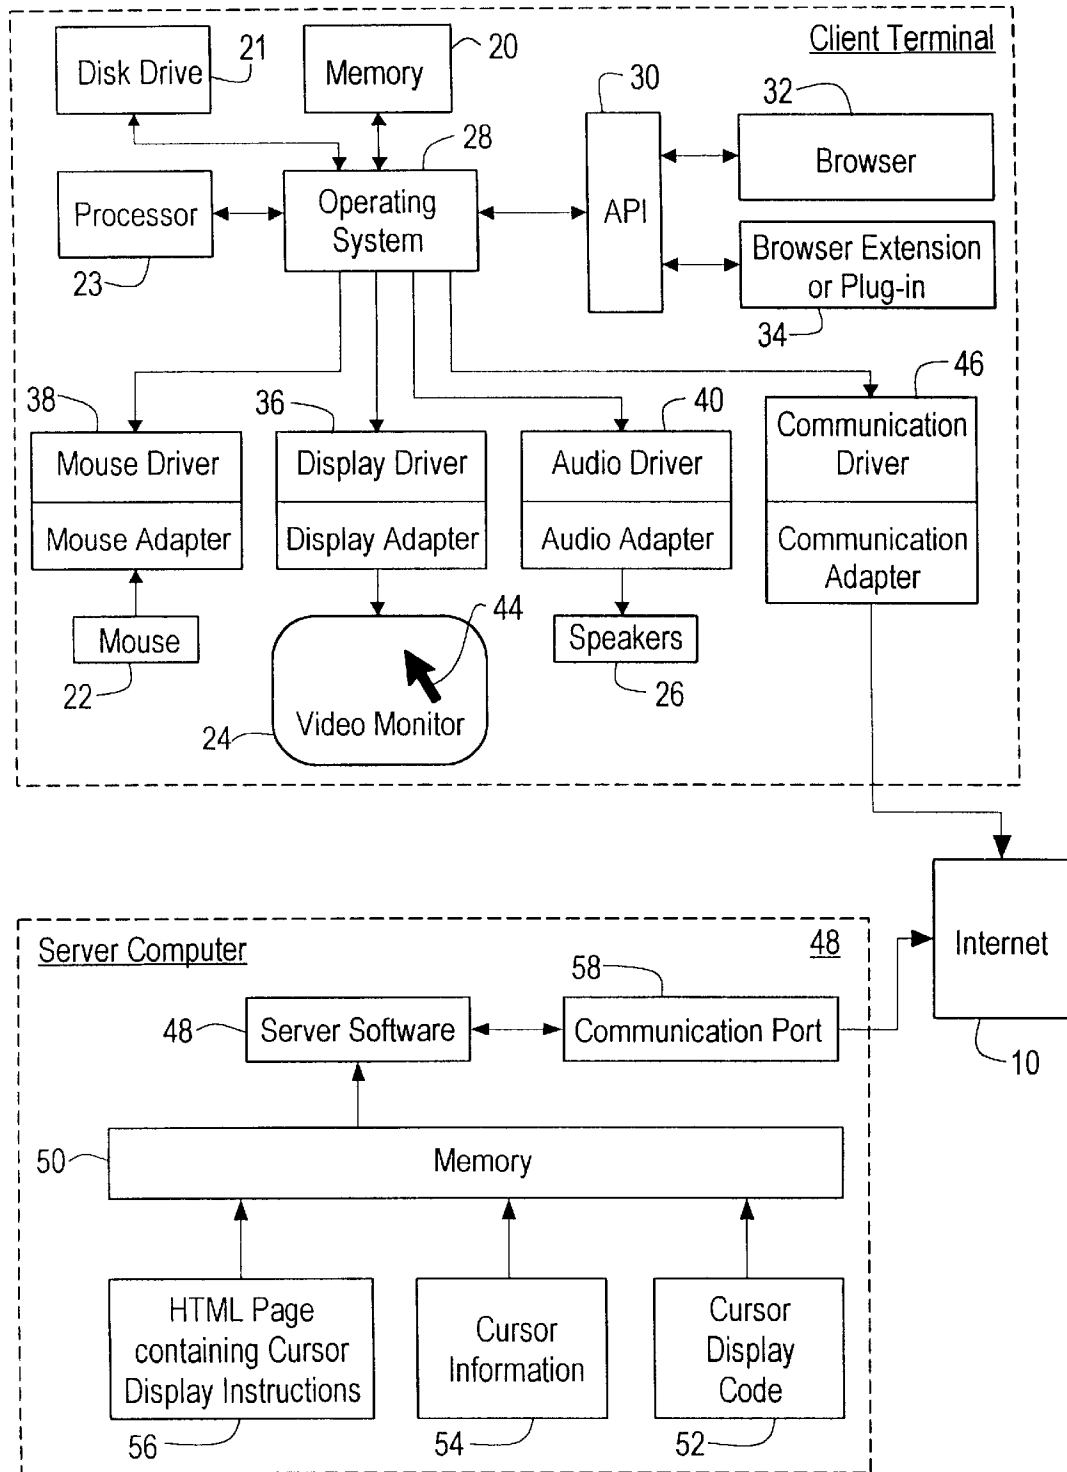 Client Terminal
21
20
Disk Drive
Memory
30
32
28
Browser
Processor
Operating
System
API
23
Browser Extension
or Plug-in
34
46
38
36
40
Mouse Driver
Display Driver
Audio Driver
Communication
Driver
Mouse Adapter
Display Adapter
Audio Adapter
Communication
Adapter
44
Mouse
Speakers
22
26
24
Video Monitor
Server Computer
48
58
Internet
48
Server Software
Communication Port
10
50
Memory
HTML Page
containing Cursor
Display Instructions
Cursor
Information
Cursor
Display
Code
56
54
52